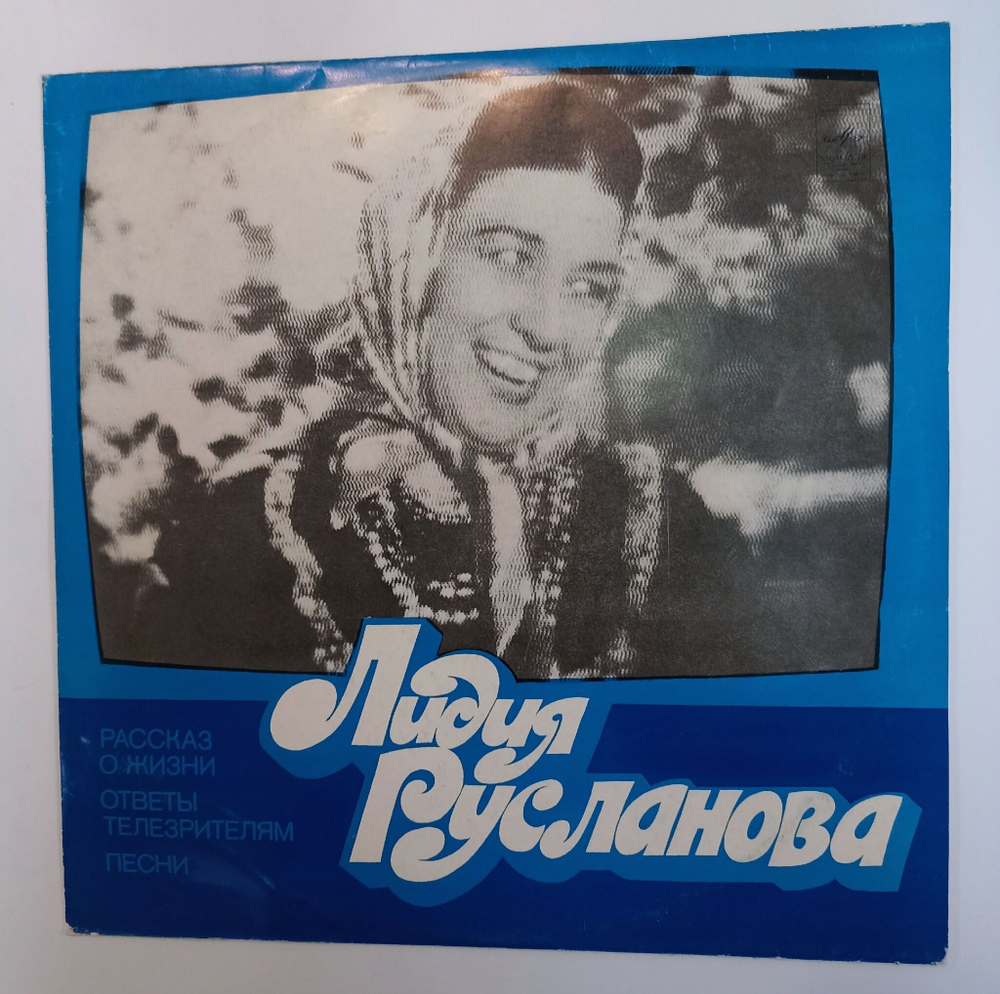 Лидия
Русланова
РАССКАЗ
О ЖИЗНИ
ОТВЕТЫ
ТЕЛЕЗРИТЕЛЯМ
ПЕСНИ